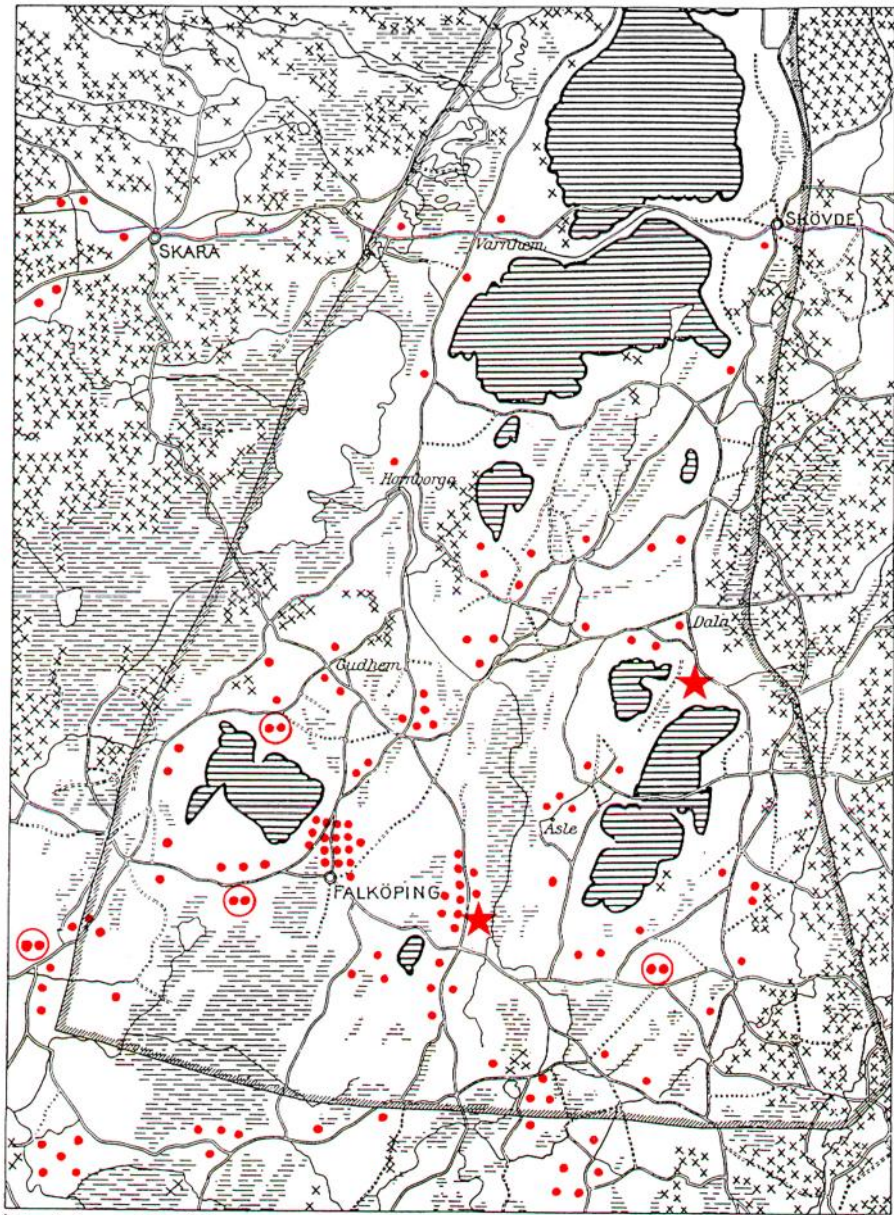 SKÖVDE
SKARA
Varnhem
Hornborga
Dala
Gudhem
Åsle
FALKÖPING